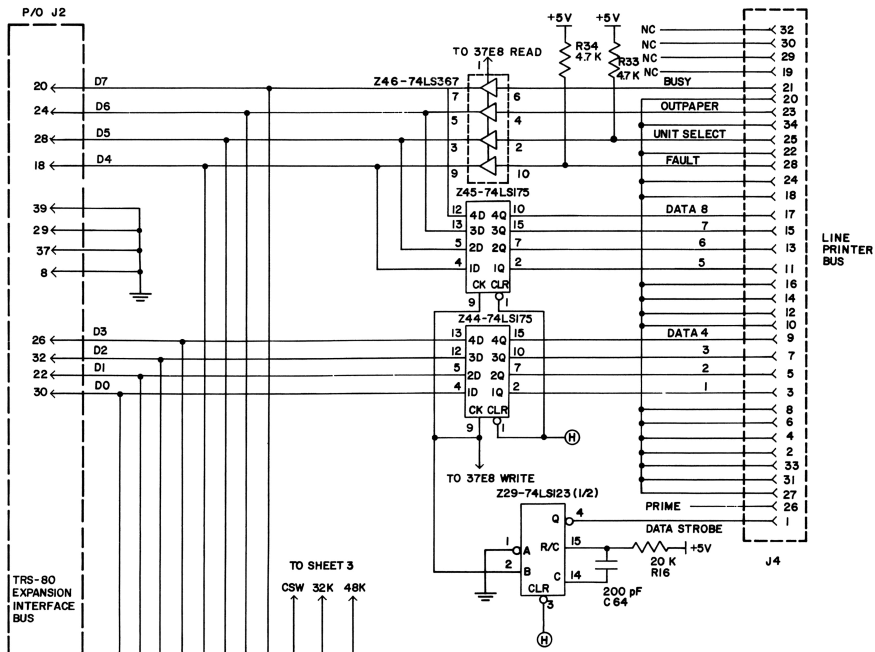 P/O J2
+5V +5V
R34 4.7 K
R33 4.7K
TO 37E8 READ
1
Z46-74LS367
NC 32
NC 30
NC 29
NC 19
20 D7 7 6 BUSY 21
20
24 D6 5 4 OUTPAPER 23
34
28 D5 3 2 UNIT SELECT 25
22
18 D4 9 10 FAULT 28
24
18
Z45-74LS175
39
29
37
8
12 4D 4Q 10 DATA 8 17
13 3D 3Q 15 7 15
5 2D 2Q 7 6 13
4 1D 1Q 2 5 11
CK CLR
9 1
16
14
12
10
LINE
PRINTER
BUS
Z44-74LS175
26 D3 13 4D 4Q 15 DATA 4 9
32 D2 12 3D 3Q 10 3 7
22 D1 5 2D 2Q 7 2 5
30 D0 4 1D 1Q 2 1 3
CK CLR
9 1
H
8
6
4
2
33
31
27
TO 37E8 WRITE
Z29-74LS123 (1/2)
PRIME 26
Q 4 DATA STROBE 1
1 A R/C 15 20 K R16 +5V
2 B C 14
CLR
3
200 pF
C 64
H
J4
TO SHEET 3
CSW 32K 48K
TRS-80
EXPANSION
INTERFACE
BUS